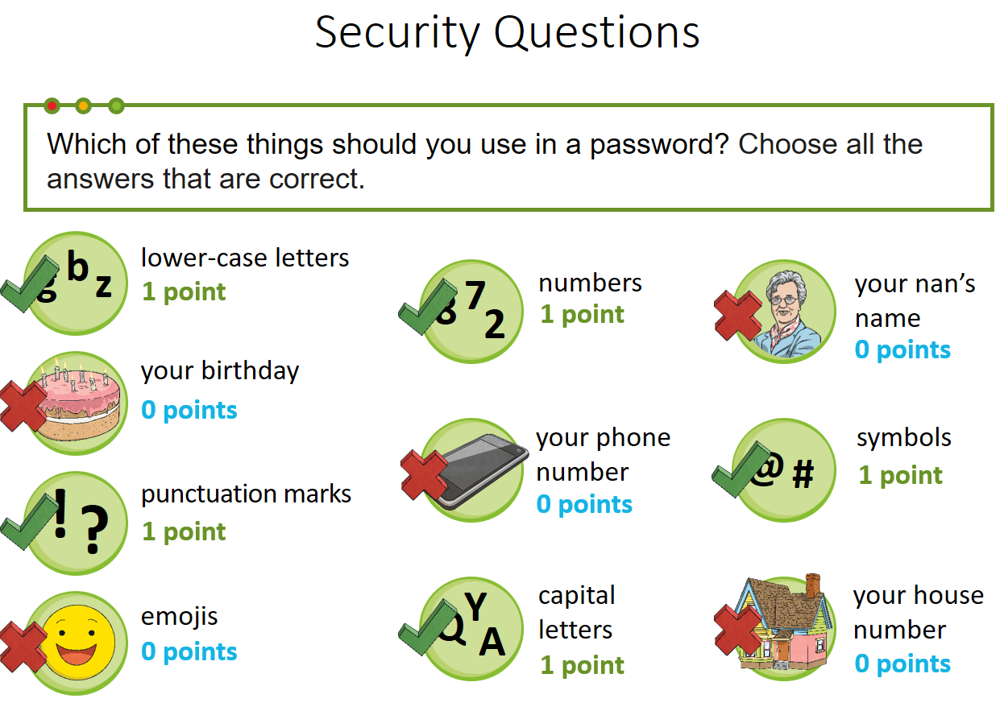 Security Questions
Which of these things should you use in a password? Choose all the
answers that are correct.
g b z
lower-case letters
1 point
your birthday
0 points
! ?
punctuation marks
1 point
emojis
0 points
7 2
numbers
1 point
your phone
number
0 points
Q Y A
capital
letters
1 point
your nan's
name
0 points
@ #
symbols
1 point
your house
number
0 points